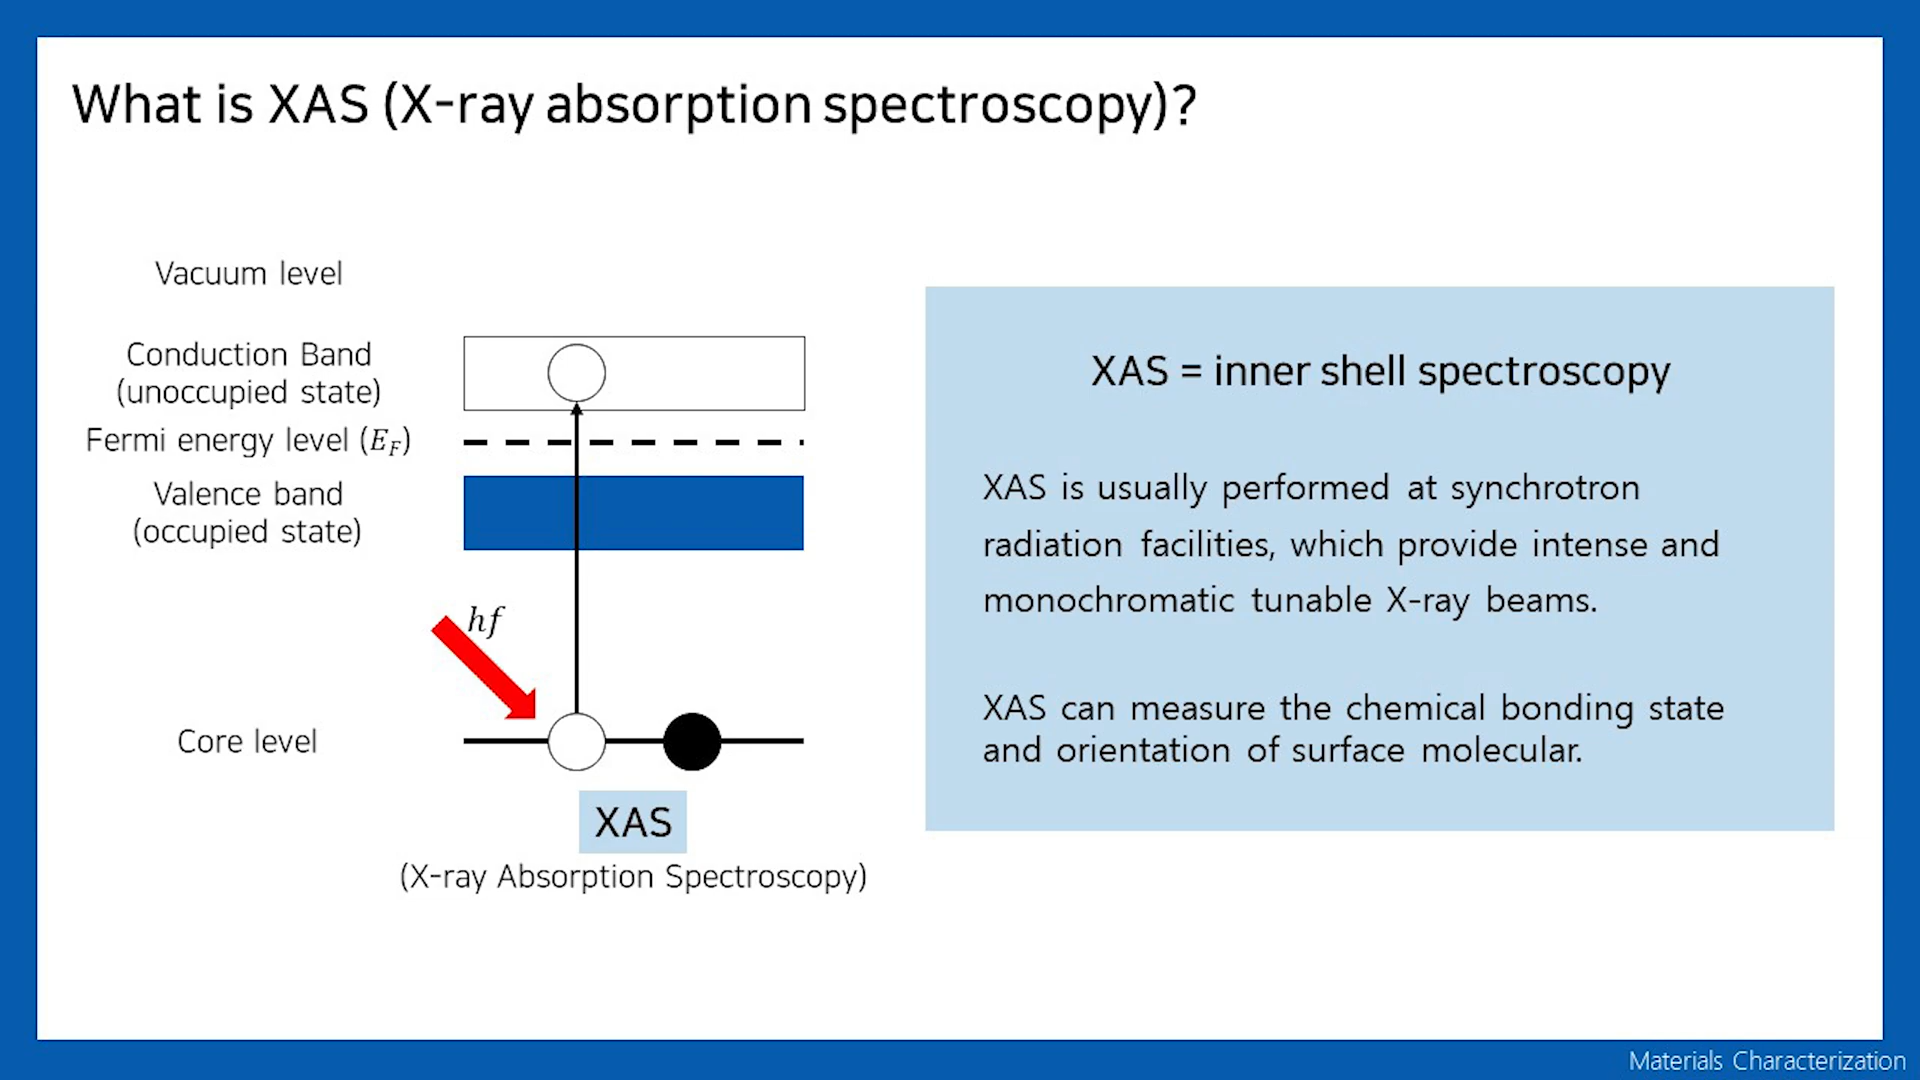 What is XAS (X-ray absorption spectroscopy)?
Vacuum level
Conduction Band
(unoccupied state)
Fermi energy level (E_F)
Valence band
(occupied state)
hf
Core level
XAS
(X-ray Absorption Spectroscopy)
XAS = inner shell spectroscopy
XAS is usually performed at synchrotron
radiation facilities, which provide intense and
monochromatic tunable X-ray beams.
XAS can measure the chemical bonding state
and orientation of surface molecular.
Materials Characterization